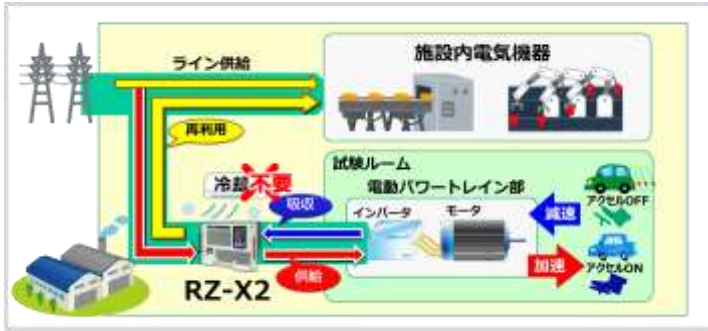 ライン供給
施設内電気機器
再利用
冷却不要
吸収
供給
RZ-X2
試験ルーム
電動パワートレイン部
インバータ
モータ
減速
加速
アクセルOFF
アクセルON